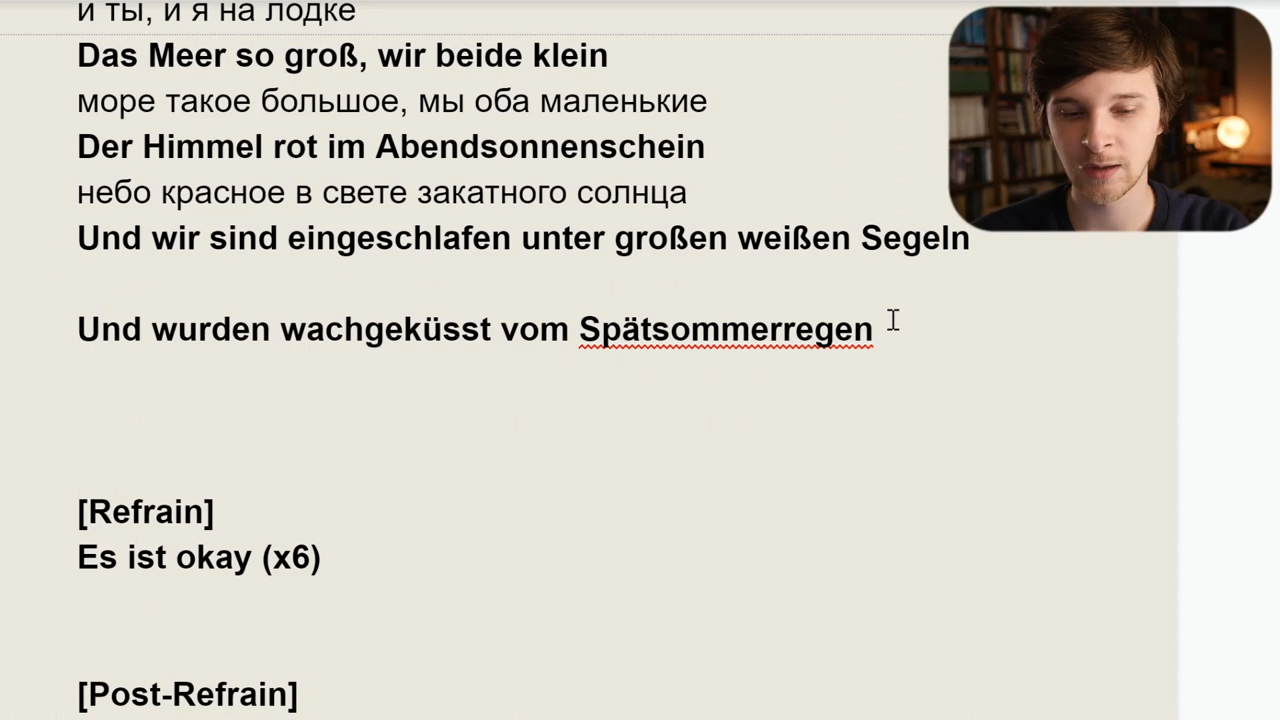 и ты, и я на лодке
Das Meer so groß, wir beide klein
море такое большое, мы оба маленькие
Der Himmel rot im Abendsonnenschein
небо красное в свете закатного солнца
Und wir sind eingeschlafen unter großen weißen Segeln
Und wurden wachgeküsst vom Spätsommerregen
[Refrain]
Es ist okay (x6)
[Post-Refrain]